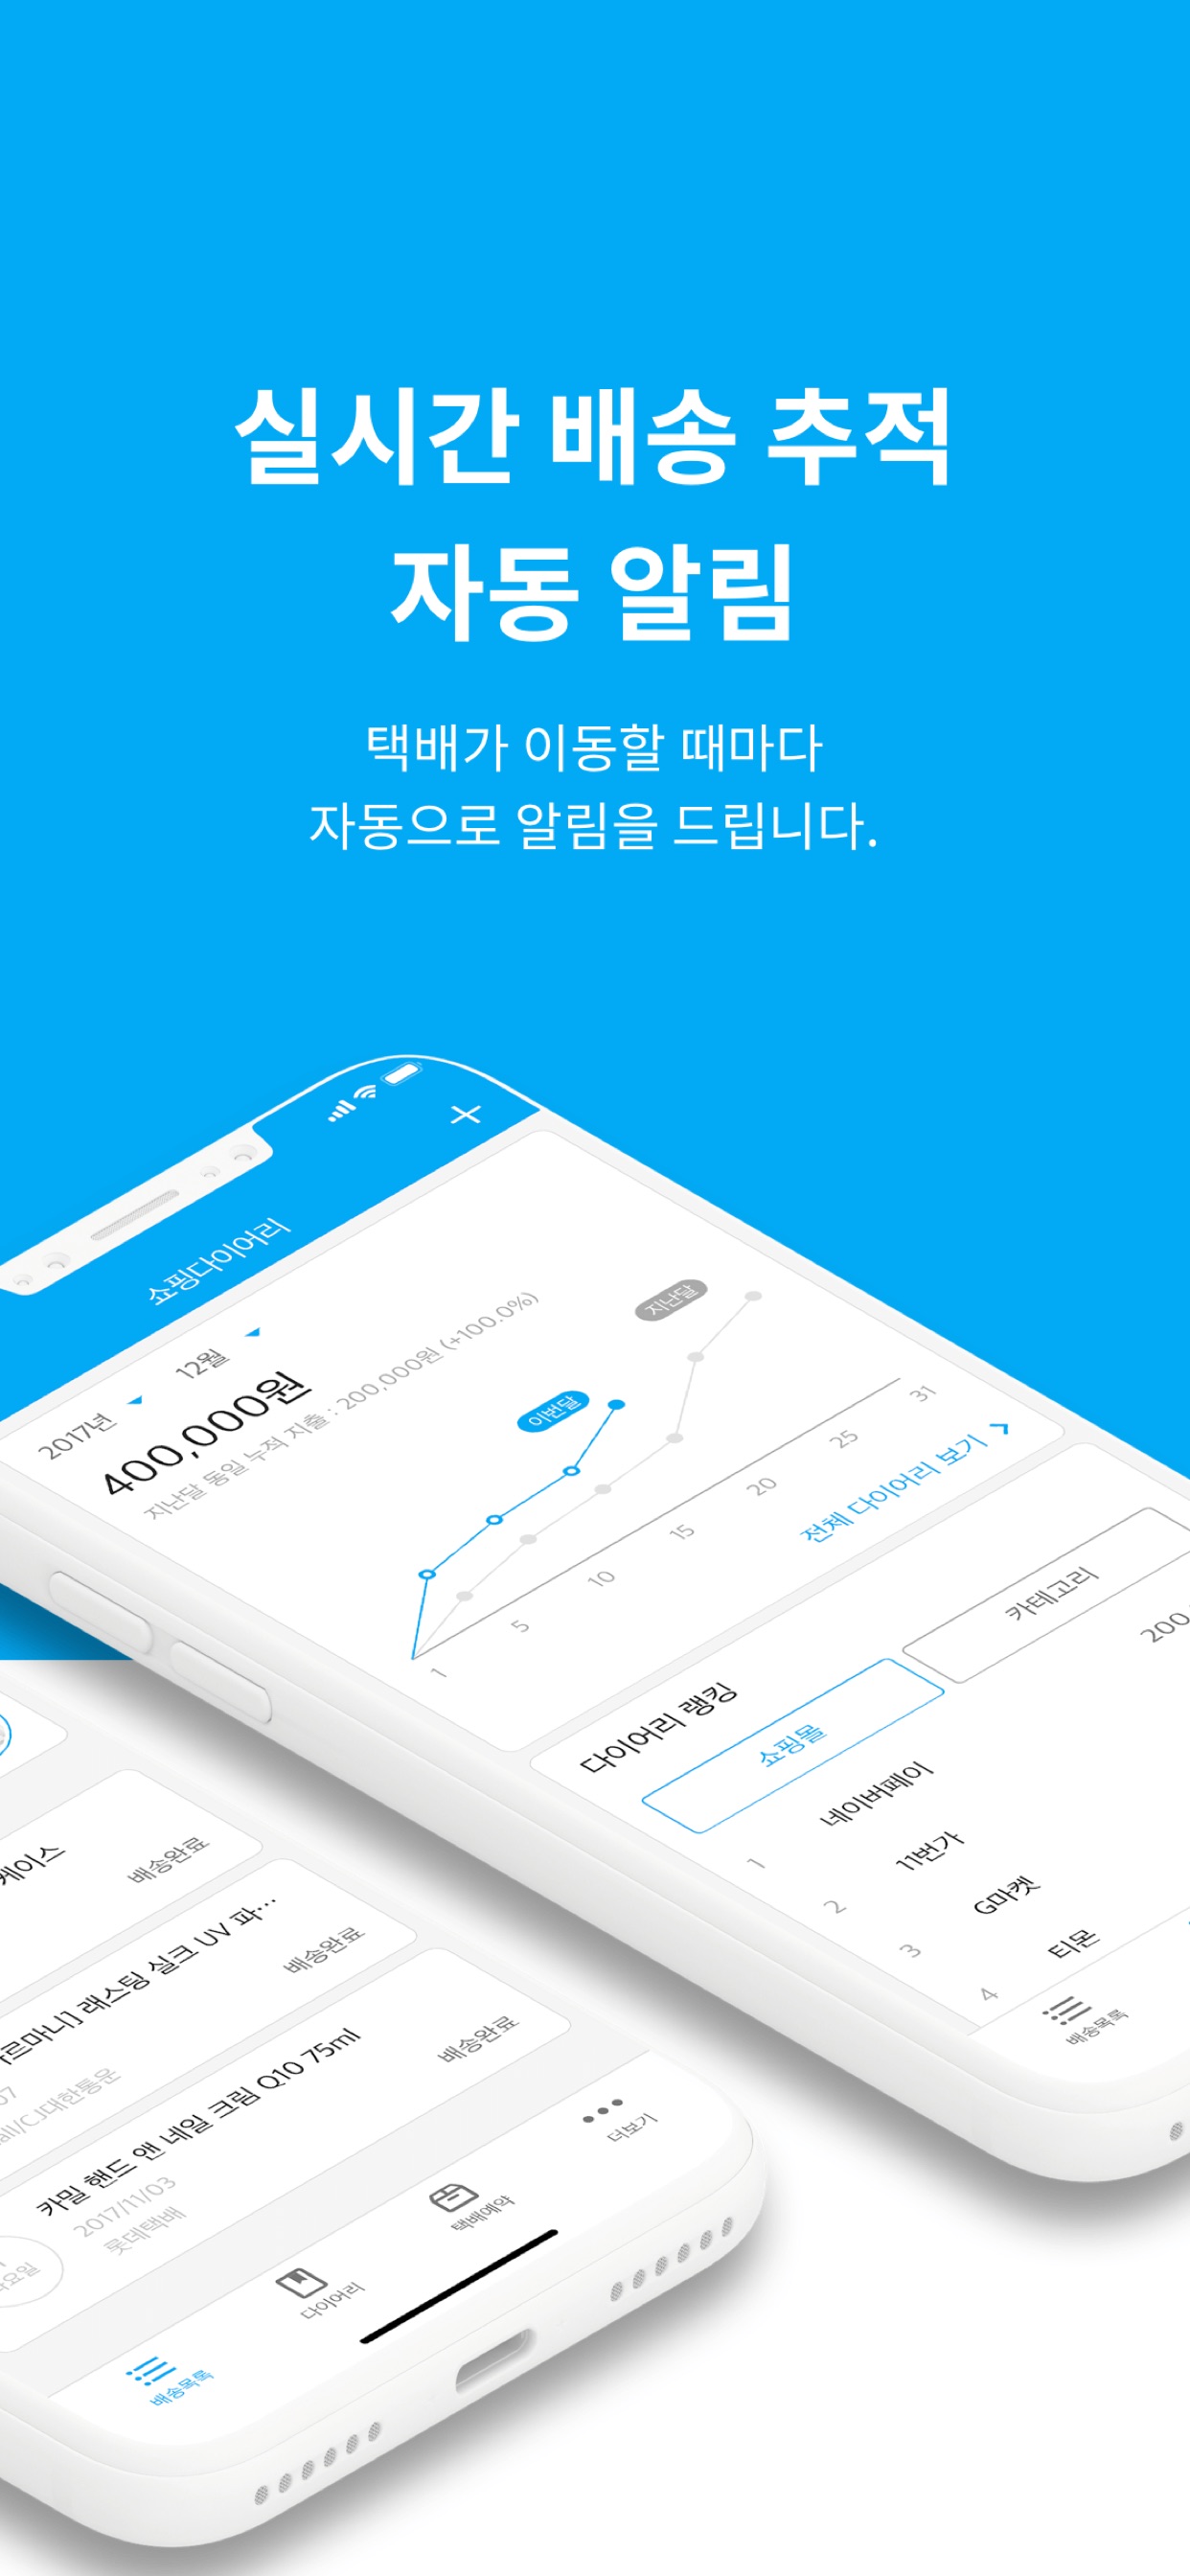 실시간 배송 추적
자동 알림
택배가 이동할 때마다
자동으로 알림을 드립니다.
쇼핑다이어리
2017년 12월
400,000원
지난달 동일 누적 지출 : 200,000원 (+100.0%)
이번달
지난달
1 5 10 15 20 25 31
전체 다이어리 보기
다이어리 랭킹
쇼핑몰
카테고리
1 네이버페이
200
2 11번가
3 G마켓
4 티몬
배송목록
케이스
배송완료
르마니] 래스팅 실크 UV 파…
07
all/CJ대한통운
배송완료
카밀 핸드 앤 네일 크림 Q10 75ml
2017/11/03
롯데택배
배송완료
요일
배송목록
다이어리
택배예약
더보기